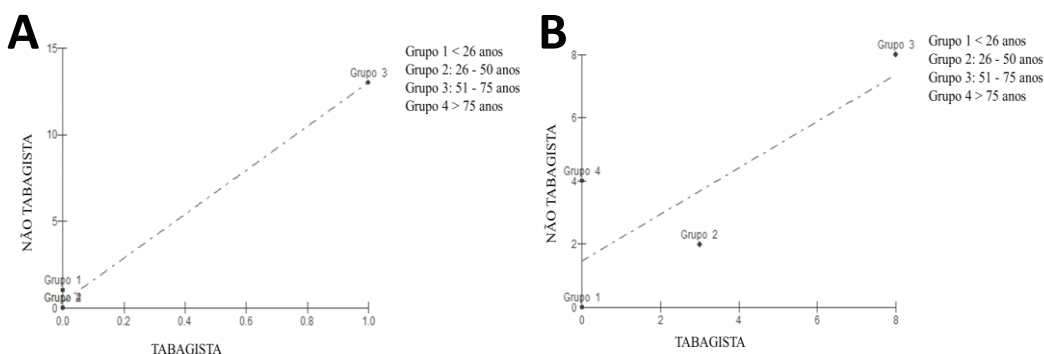 A
15
10
5
0
NÃO TABAGISTA
Grupo 3
Grupo 1
0.0 0.2 0.4 0.6 0.8 1.0
TABAGISTA
Grupo 1 < 26 anos
Grupo 2: 26 - 50 anos
Grupo 3: 51 - 75 anos
Grupo 4 > 75 anos
B
8
6
4
2
0
NÃO TABAGISTA
Grupo 3
Grupo 4
Grupo 2
Grupo 1
0 2 4 6 8
TABAGISTA
Grupo 1 < 26 anos
Grupo 2: 26 - 50 anos
Grupo 3: 51 - 75 anos
Grupo 4 > 75 anos